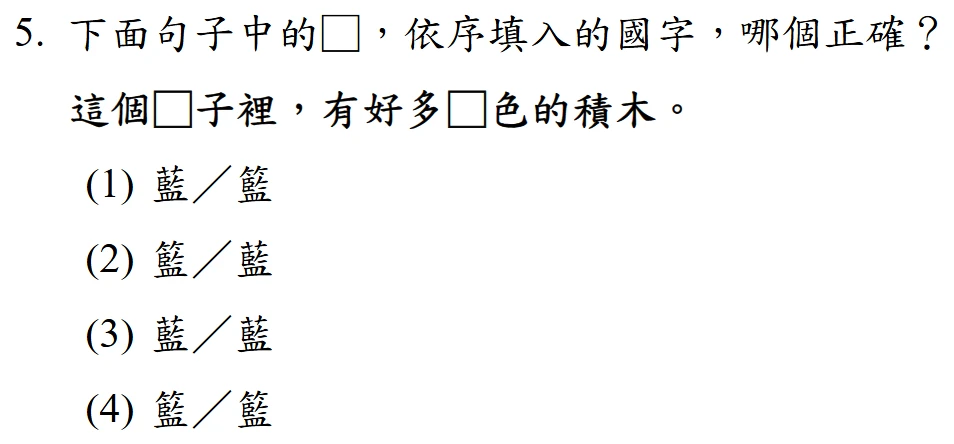 5. 下面句子中的□，依序填入的國字，哪個正確？
這個□子裡，有好多□色的積木。
(1) 藍／籃
(2) 籃／藍
(3) 藍／藍
(4) 籃／籃